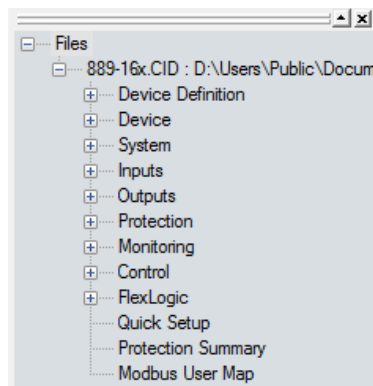 Files
889-16x.CID : D:\Users\Public\Docum
Device Definition
Device
System
Inputs
Outputs
Protection
Monitoring
Control
FlexLogic
Quick Setup
Protection Summary
Modbus User Map